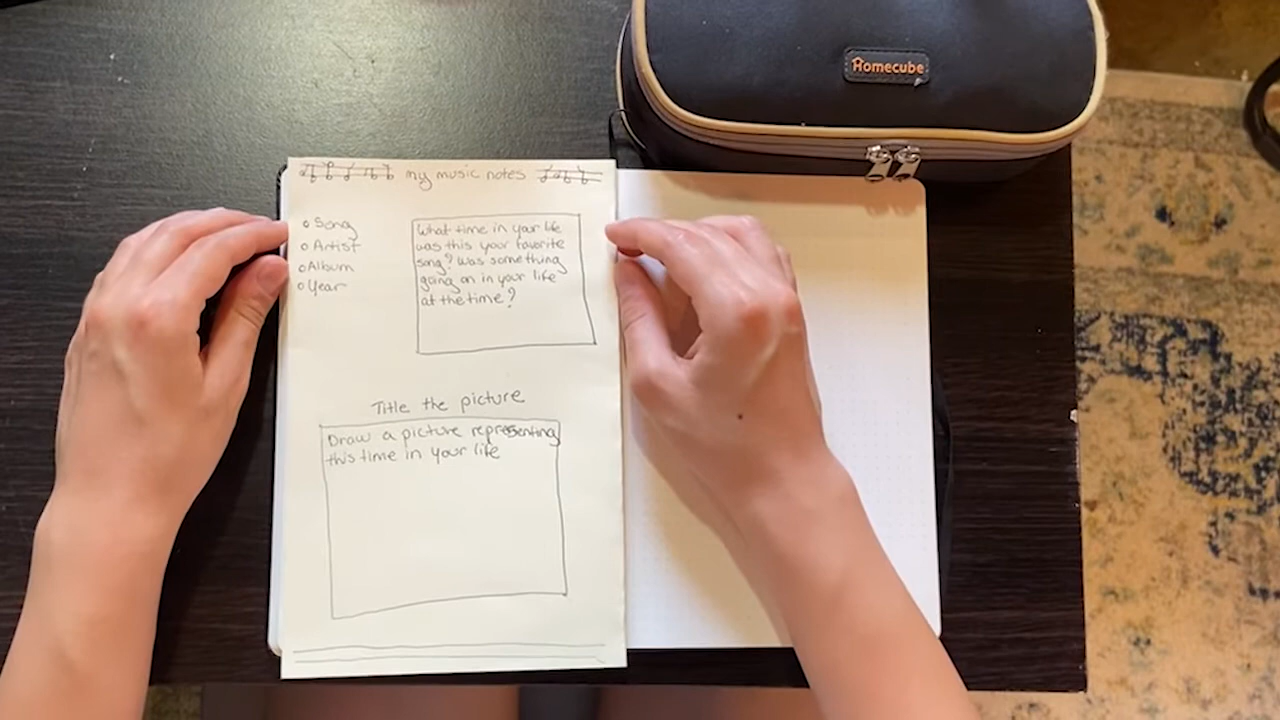 Homecube
my music notes
Song
Artist
Album
Year
What time in your life
was this your favorite
song? Was something
going on in your life
at the time?
Title the picture
Draw a picture representing
this time in your life